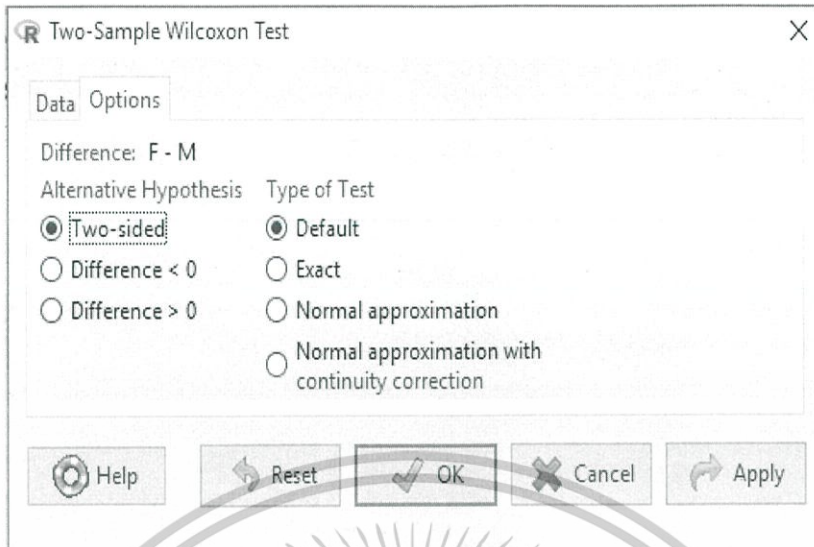 R Two-Sample Wilcoxon Test
Data Options
Difference: F - M
Alternative Hypothesis Type of Test
Two-sided Default
Difference < 0 Exact
Difference > 0 Normal approximation
Normal approximation with
continuity correction
Help Reset OK Cancel Apply